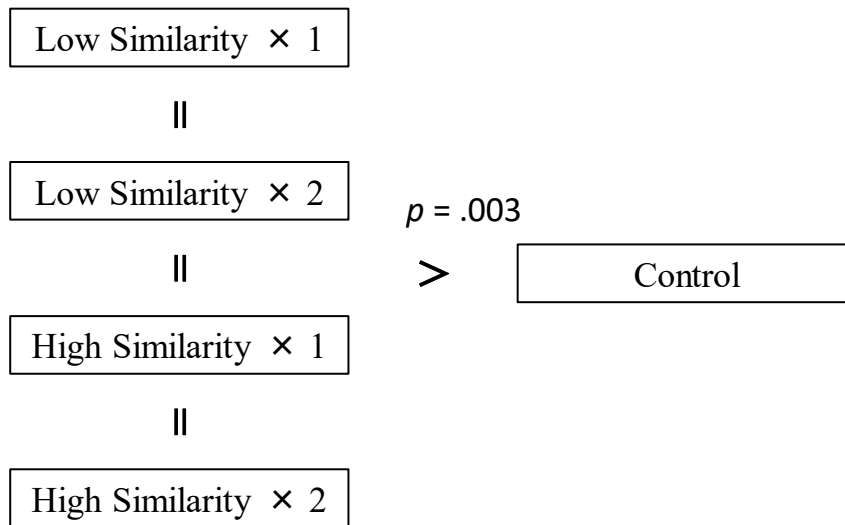 Low Similarity × 1
||
Low Similarity × 2
p = .003
||
>
Control
High Similarity × 1
||
High Similarity × 2